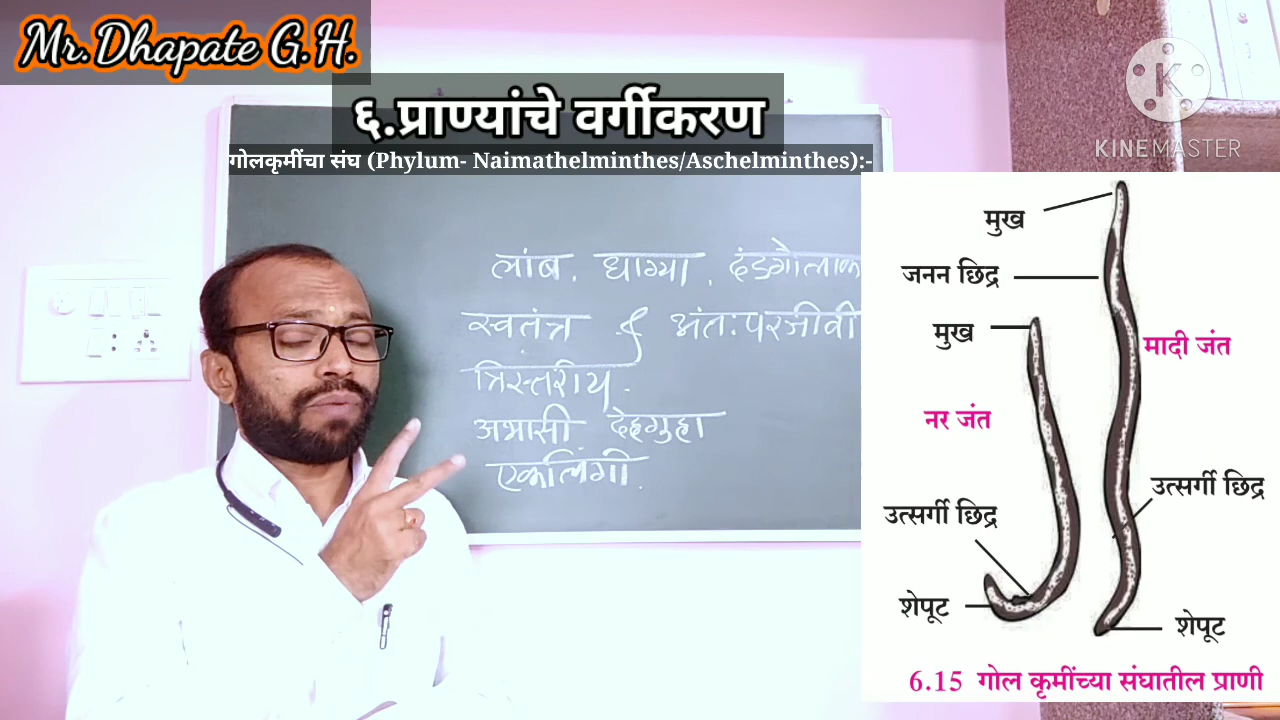 Mr. Dhapate G.H.
६.प्राण्यांचे वर्गीकरण
गोलकृमींचा संघ (Phylum- Naimathelminthes/Aschelminthes):-
KINEMASTER
लांब. धाग्या. दंडगोलाक
स्वतंत्र & अंतःपरजीवी
त्रिस्तरीय.
अभासी देहगुहा
एकलिंगी.
मुख
जनन छिद्र
मुख
मादी जंत
नर जंत
उत्सर्गी छिद्र
उत्सर्गी छिद्र
शेपूट
शेपूट
6.15 गोल कृमींच्या संघातील प्राणी